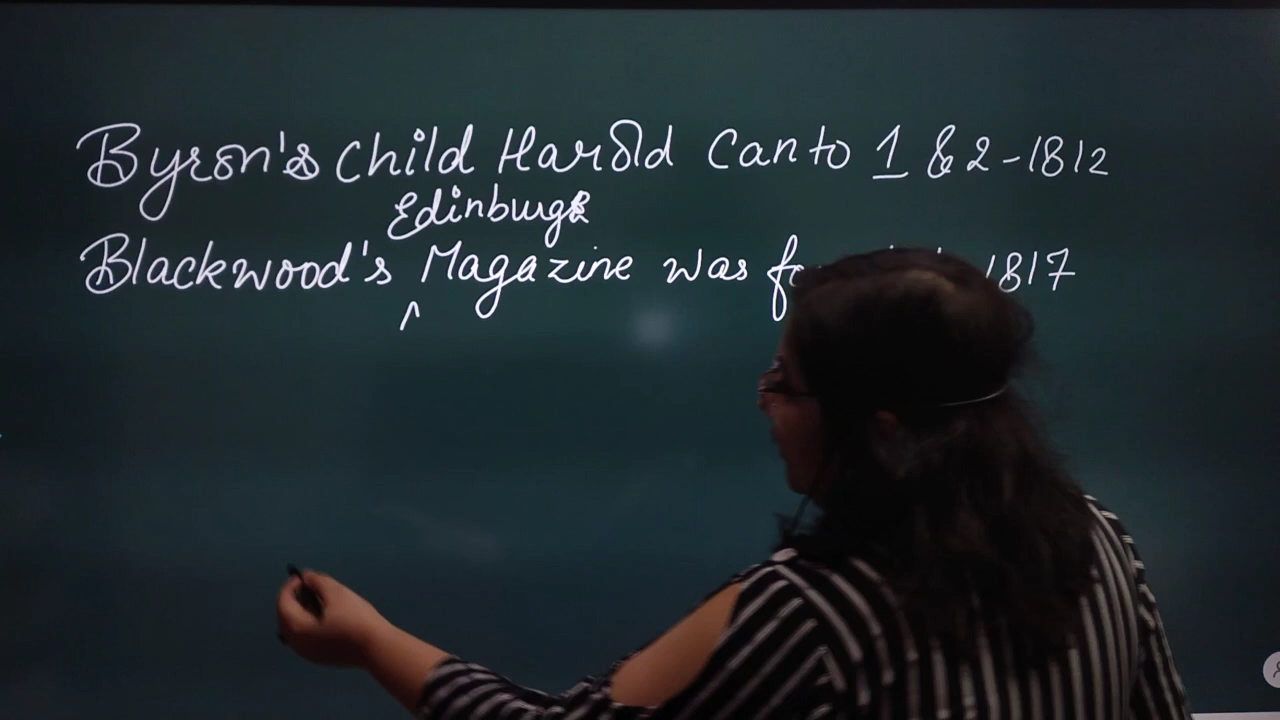 Byron's Child Harold Canto 1 & 2 - 1812
Edinburgh
Blackwood's ^ Magazine was 1817